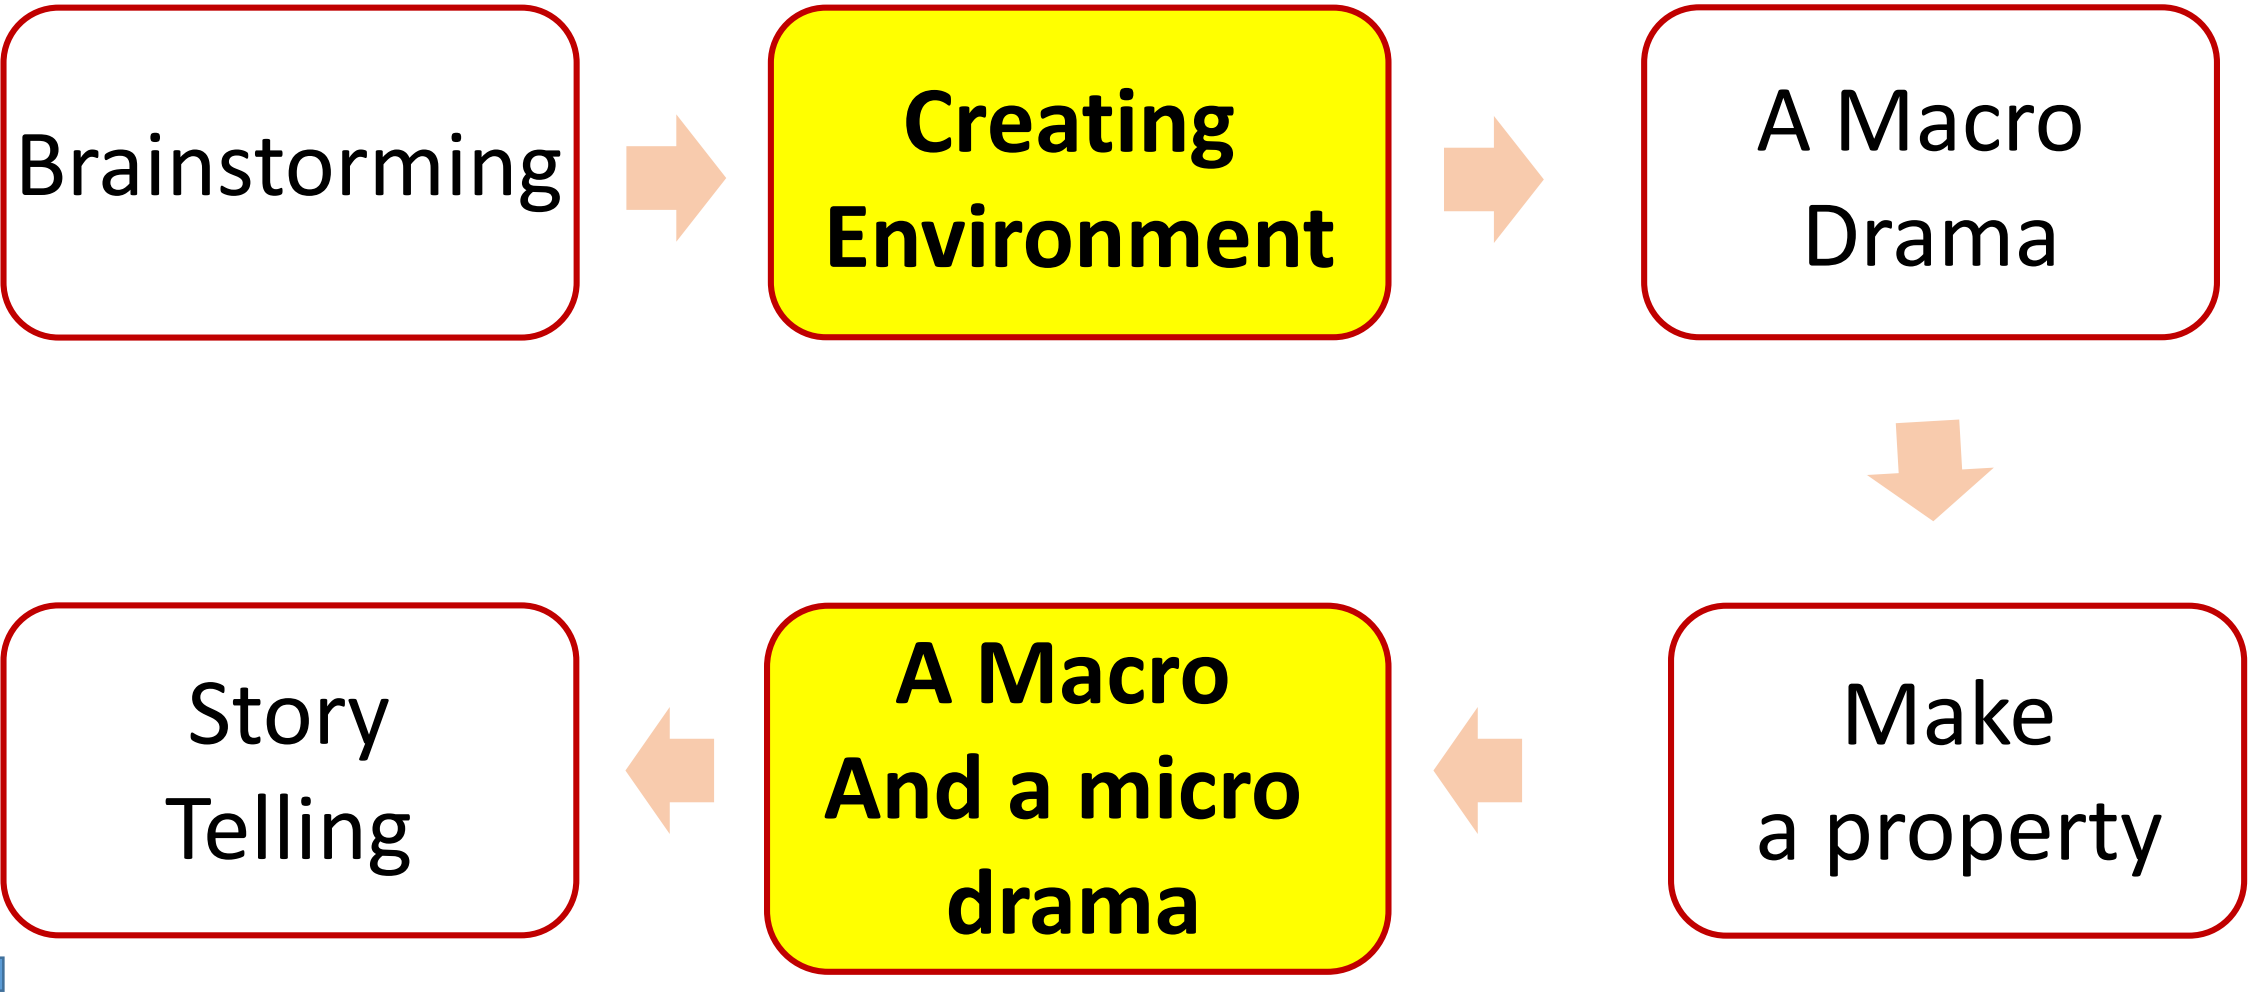 Brainstorming
Creating
Environment
A Macro
Drama
Make
a property
A Macro
And a micro
drama
Story
Telling